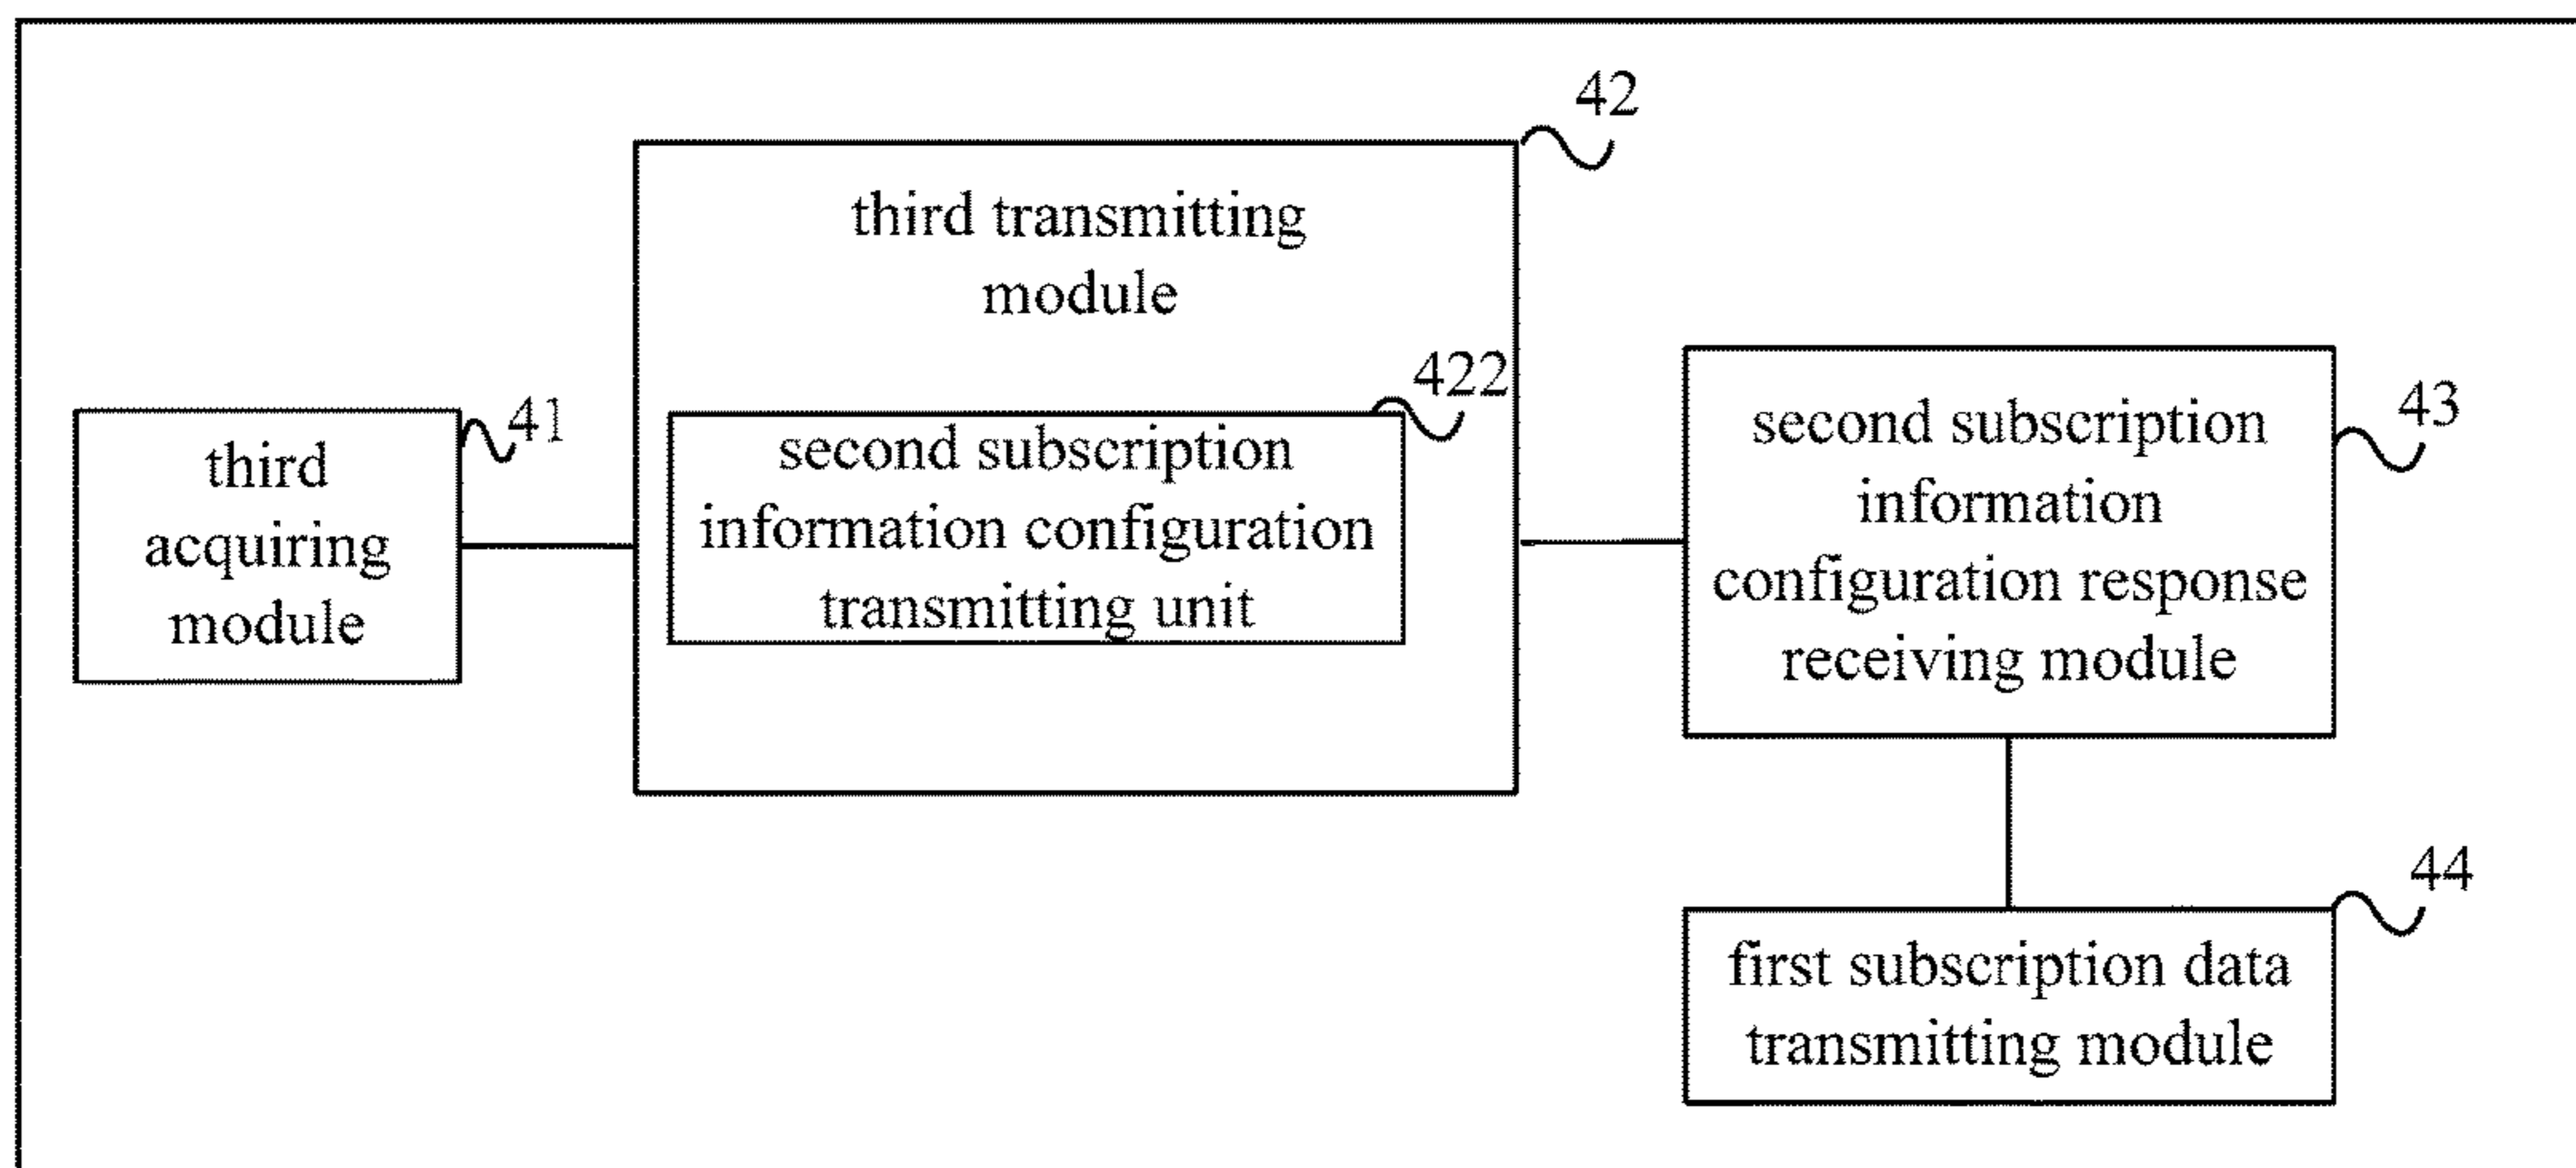 42
third transmitting
module
422
second subscription
information configuration
transmitting unit
41
third
acquiring
module
43
second subscription
information
configuration response
receiving module
44
first subscription data
transmitting module